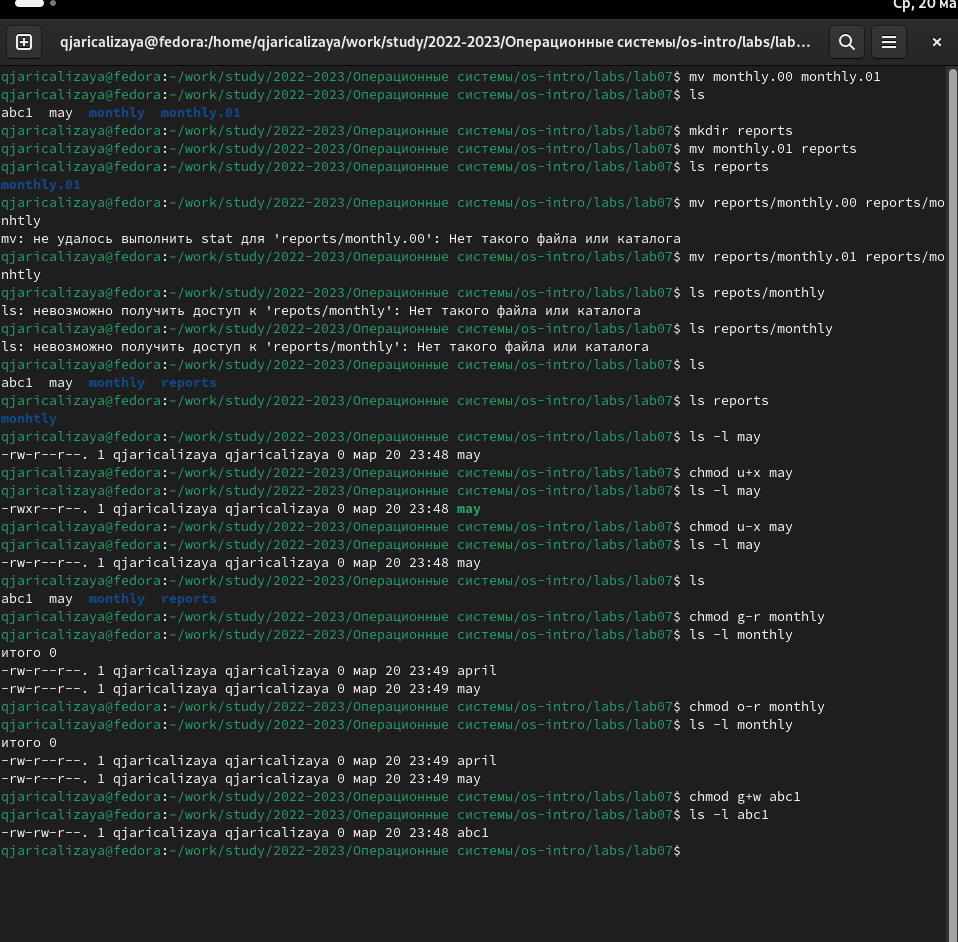 Ср, 20 ма
qjaricalizaya@fedora:/home/qjaricalizaya/work/study/2022-2023/Операционные системы/os-intro/labs/lab...
qjaricalizaya@fedora:~/work/study/2022-2023/Операционные системы/os-intro/labs/lab07$ mv monthly.00 monthly.01
qjaricalizaya@fedora:~/work/study/2022-2023/Операционные системы/os-intro/labs/lab07$ ls
abc1  may  monthly  monthly.01
qjaricalizaya@fedora:~/work/study/2022-2023/Операционные системы/os-intro/labs/lab07$ mkdir reports
qjaricalizaya@fedora:~/work/study/2022-2023/Операционные системы/os-intro/labs/lab07$ mv monthly.01 reports
qjaricalizaya@fedora:~/work/study/2022-2023/Операционные системы/os-intro/labs/lab07$ ls reports
monthly.01
qjaricalizaya@fedora:~/work/study/2022-2023/Операционные системы/os-intro/labs/lab07$ mv reports/monthly.00 reports/mo
nhtly
mv: не удалось выполнить stat для 'reports/monthly.00': Нет такого файла или каталога
qjaricalizaya@fedora:~/work/study/2022-2023/Операционные системы/os-intro/labs/lab07$ mv reports/monthly.01 reports/mo
nhtly
qjaricalizaya@fedora:~/work/study/2022-2023/Операционные системы/os-intro/labs/lab07$ ls repots/monthly
ls: невозможно получить доступ к 'repots/monthly': Нет такого файла или каталога
qjaricalizaya@fedora:~/work/study/2022-2023/Операционные системы/os-intro/labs/lab07$ ls reports/monthly
ls: невозможно получить доступ к 'reports/monthly': Нет такого файла или каталога
qjaricalizaya@fedora:~/work/study/2022-2023/Операционные системы/os-intro/labs/lab07$ ls
abc1  may  monthly  reports
qjaricalizaya@fedora:~/work/study/2022-2023/Операционные системы/os-intro/labs/lab07$ ls reports
monhtly
qjaricalizaya@fedora:~/work/study/2022-2023/Операционные системы/os-intro/labs/lab07$ ls -l may
-rw-r--r--. 1 qjaricalizaya qjaricalizaya 0 мар 20 23:48 may
qjaricalizaya@fedora:~/work/study/2022-2023/Операционные системы/os-intro/labs/lab07$ chmod u+x may
qjaricalizaya@fedora:~/work/study/2022-2023/Операционные системы/os-intro/labs/lab07$ ls -l may
-rwxr--r--. 1 qjaricalizaya qjaricalizaya 0 мар 20 23:48 may
qjaricalizaya@fedora:~/work/study/2022-2023/Операционные системы/os-intro/labs/lab07$ chmod u-x may
qjaricalizaya@fedora:~/work/study/2022-2023/Операционные системы/os-intro/labs/lab07$ ls -l may
-rw-r--r--. 1 qjaricalizaya qjaricalizaya 0 мар 20 23:48 may
qjaricalizaya@fedora:~/work/study/2022-2023/Операционные системы/os-intro/labs/lab07$ ls
abc1  may  monthly  reports
qjaricalizaya@fedora:~/work/study/2022-2023/Операционные системы/os-intro/labs/lab07$ chmod g-r monthly
qjaricalizaya@fedora:~/work/study/2022-2023/Операционные системы/os-intro/labs/lab07$ ls -l monthly
итого 0
-rw-r--r--. 1 qjaricalizaya qjaricalizaya 0 мар 20 23:49 april
-rw-r--r--. 1 qjaricalizaya qjaricalizaya 0 мар 20 23:49 may
qjaricalizaya@fedora:~/work/study/2022-2023/Операционные системы/os-intro/labs/lab07$ chmod o-r monthly
qjaricalizaya@fedora:~/work/study/2022-2023/Операционные системы/os-intro/labs/lab07$ ls -l monthly
итого 0
-rw-r--r--. 1 qjaricalizaya qjaricalizaya 0 мар 20 23:49 april
-rw-r--r--. 1 qjaricalizaya qjaricalizaya 0 мар 20 23:49 may
qjaricalizaya@fedora:~/work/study/2022-2023/Операционные системы/os-intro/labs/lab07$ chmod g+w abc1
qjaricalizaya@fedora:~/work/study/2022-2023/Операционные системы/os-intro/labs/lab07$ ls -l abc1
-rw-rw-r--. 1 qjaricalizaya qjaricalizaya 0 мар 20 23:48 abc1
qjaricalizaya@fedora:~/work/study/2022-2023/Операционные системы/os-intro/labs/lab07$